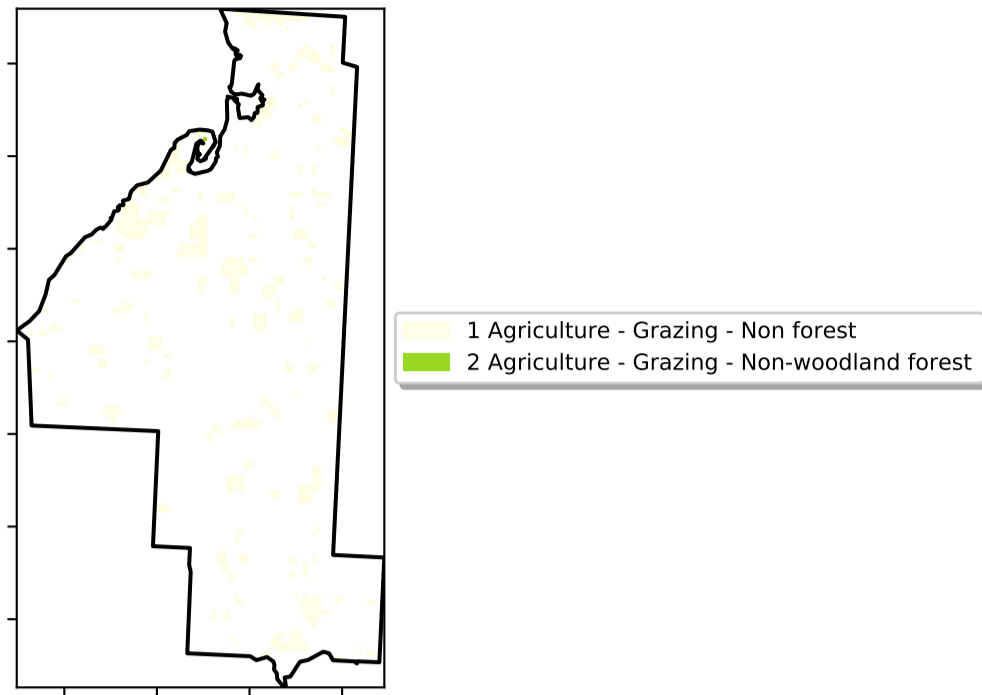 1 Agriculture - Grazing - Non forest
2 Agriculture - Grazing - Non-woodland forest